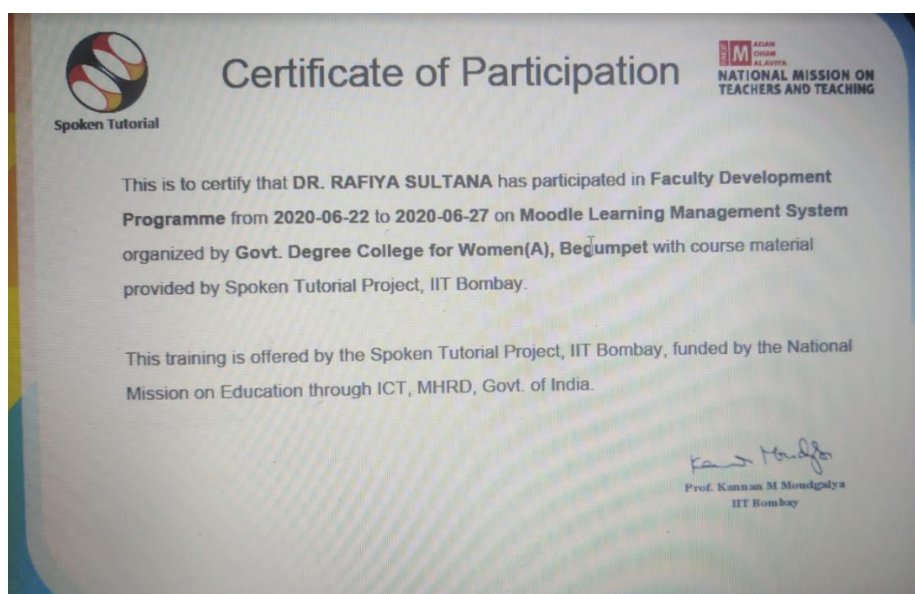 Spoken Tutorial
Certificate of Participation
M
ADAN
OHAN
ALAVIYA
NATIONAL MISSION ON
TEACHERS AND TEACHING
This is to certify that DR. RAFIYA SULTANA has participated in Faculty Development
Programme from 2020-06-22 to 2020-06-27 on Moodle Learning Management System
organized by Govt. Degree College for Women(A), Begumpet with course material
provided by Spoken Tutorial Project, IIT Bombay.
This training is offered by the Spoken Tutorial Project, IIT Bombay, funded by the National
Mission on Education through ICT, MHRD, Govt. of India.
Prof. Kannan M Moudgalya
IIT Bombay